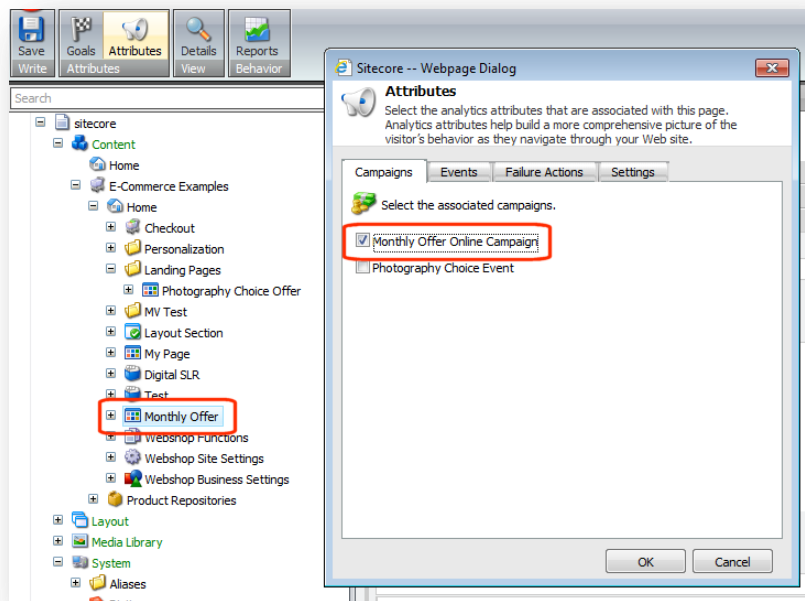 Save
Write
Goals
Attributes
Attributes
Details
View
Reports
Behavior
Search
sitecore
Content
Home
E-Commerce Examples
Home
Checkout
Personalization
Landing Pages
Photography Choice Offer
MV Test
Layout Section
My Page
Digital SLR
Test
Monthly Offer
Webshop Functions
Webshop Site Settings
Webshop Business Settings
Product Repositories
Layout
Media Library
System
Aliases
Sitecore -- Webpage Dialog
Attributes
Select the analytics attributes that are associated with this page.
Analytics attributes help build a more comprehensive picture of the
visitor's behavior as they navigate through your Web site.
Campaigns
Events
Failure Actions
Settings
Select the associated campaigns.
Monthly Offer Online Campaign
Photography Choice Event
OK
Cancel